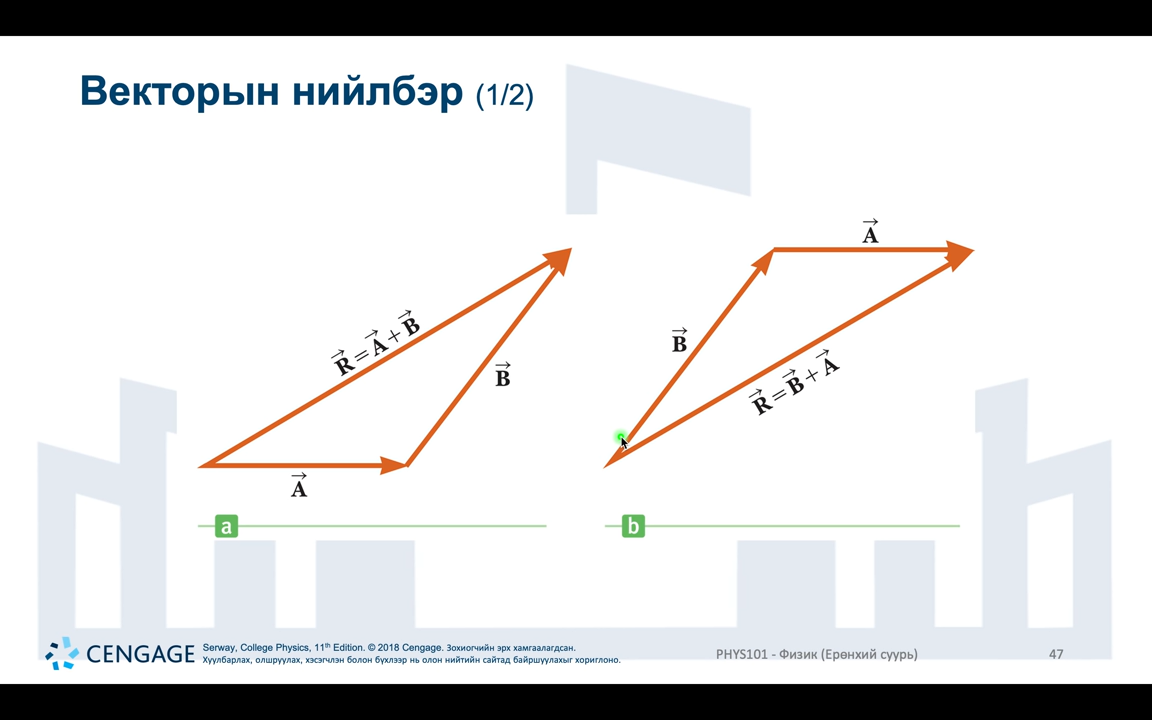 Векторын нийлбэр (1/2)
R⃗ = A⃗ + B⃗
B⃗
A⃗
a
A⃗
B⃗
R⃗ = B⃗ + A⃗
b
CENGAGE
Serway, College Physics, 11th Edition. © 2018 Cengage. Зохиогчийн эрх хамгаалагдсан.
Хуулбарлах, олшруулах, хэсэгчлэн болон бүхлээр нь олон нийтийн сайтад байршуулахыг хориглоно.
PHYS101 - Физик (Ерөнхий суурь)
47